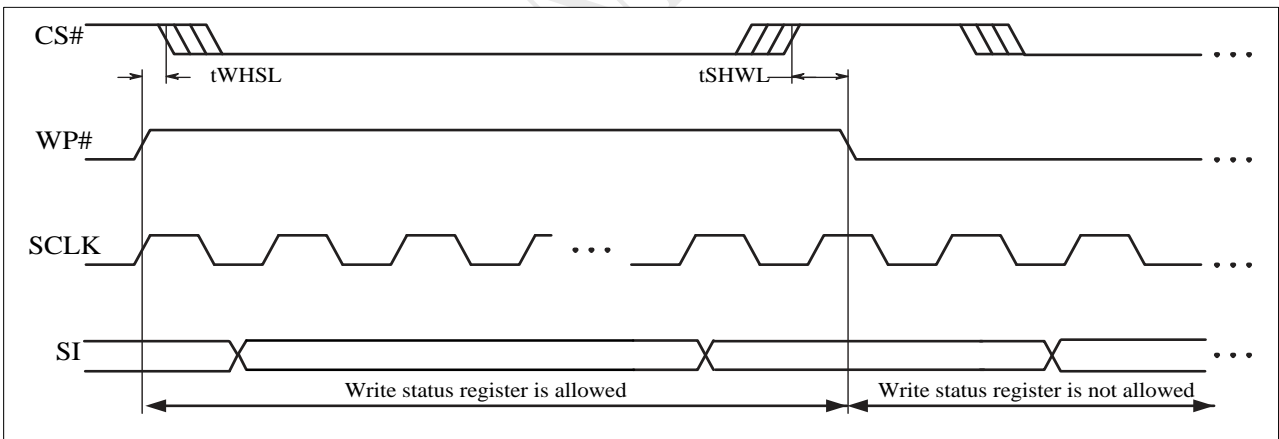 CS#
tWHSL
tSHWL
WP#
SCLK
SI
Write status register is allowed
Write status register is not allowed